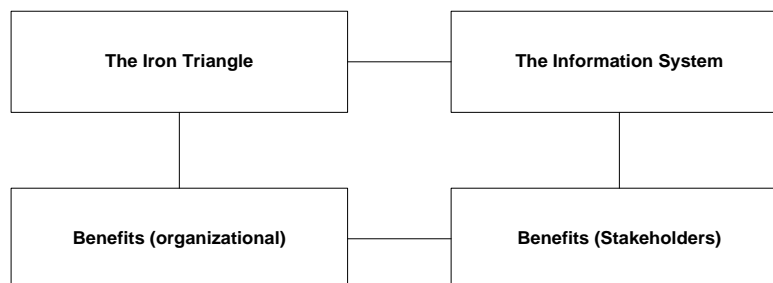 The Iron Triangle
The Information System
Benefits (organizational)
Benefits (Stakeholders)